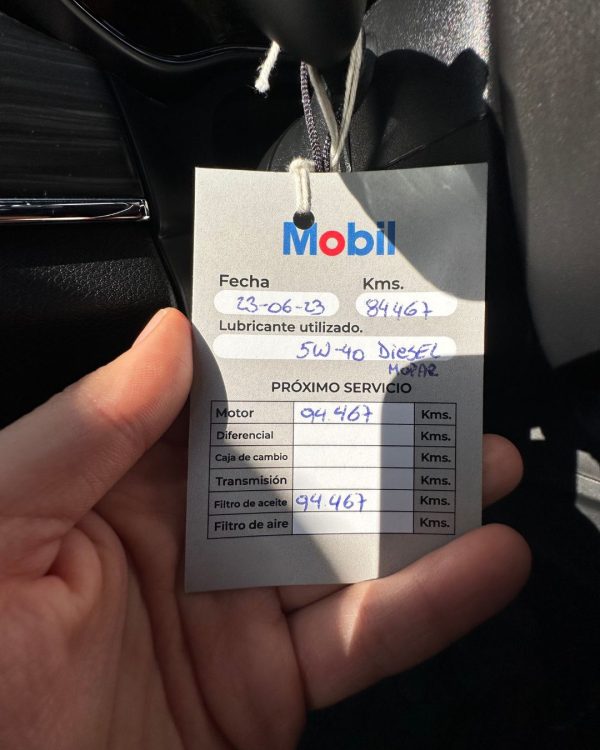 Mobil
Fecha Kms.
23-06-23 84467
Lubricante utilizado.
5W-40 DiESEL
MOPAR
PRÓXIMO SERVICIO
Motor 94.467 Kms.
Diferencial Kms.
Caja de cambio Kms.
Transmisión Kms.
Filtro de aceite 94.467 Kms.
Filtro de aire Kms.